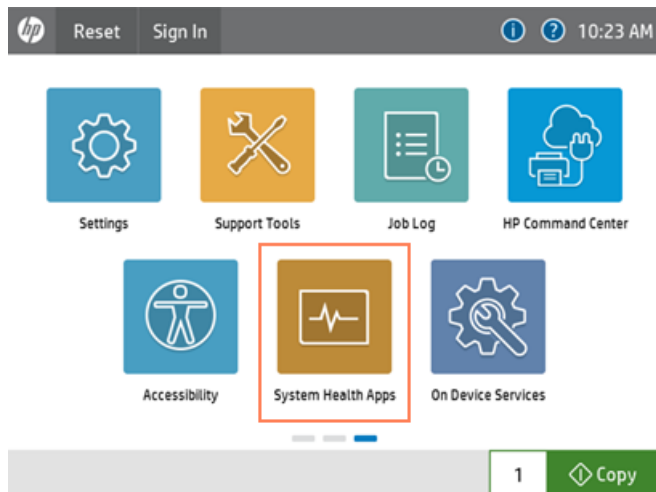 hp Reset Sign In i ? 10:23 AM
Settings Support Tools Job Log HP Command Center
Accessibility System Health Apps On Device Services
1 Copy